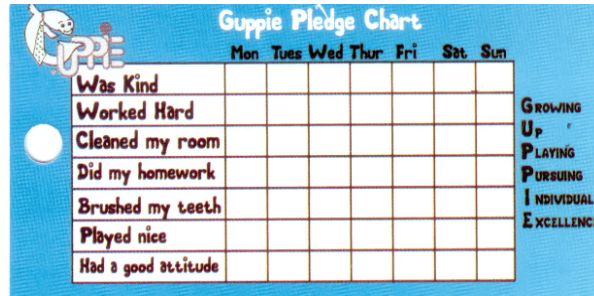 GUPPIE
Guppie Pledge Chart
Mon Tues Wed Thur Fri Sat Sun
Was Kind
Worked Hard
Cleaned my room
Did my homework
Brushed my teeth
Played nice
Had a good attitude
GROWING
UP
PLAYING
PURSUING
INDIVIDUAL
EXCELLENC